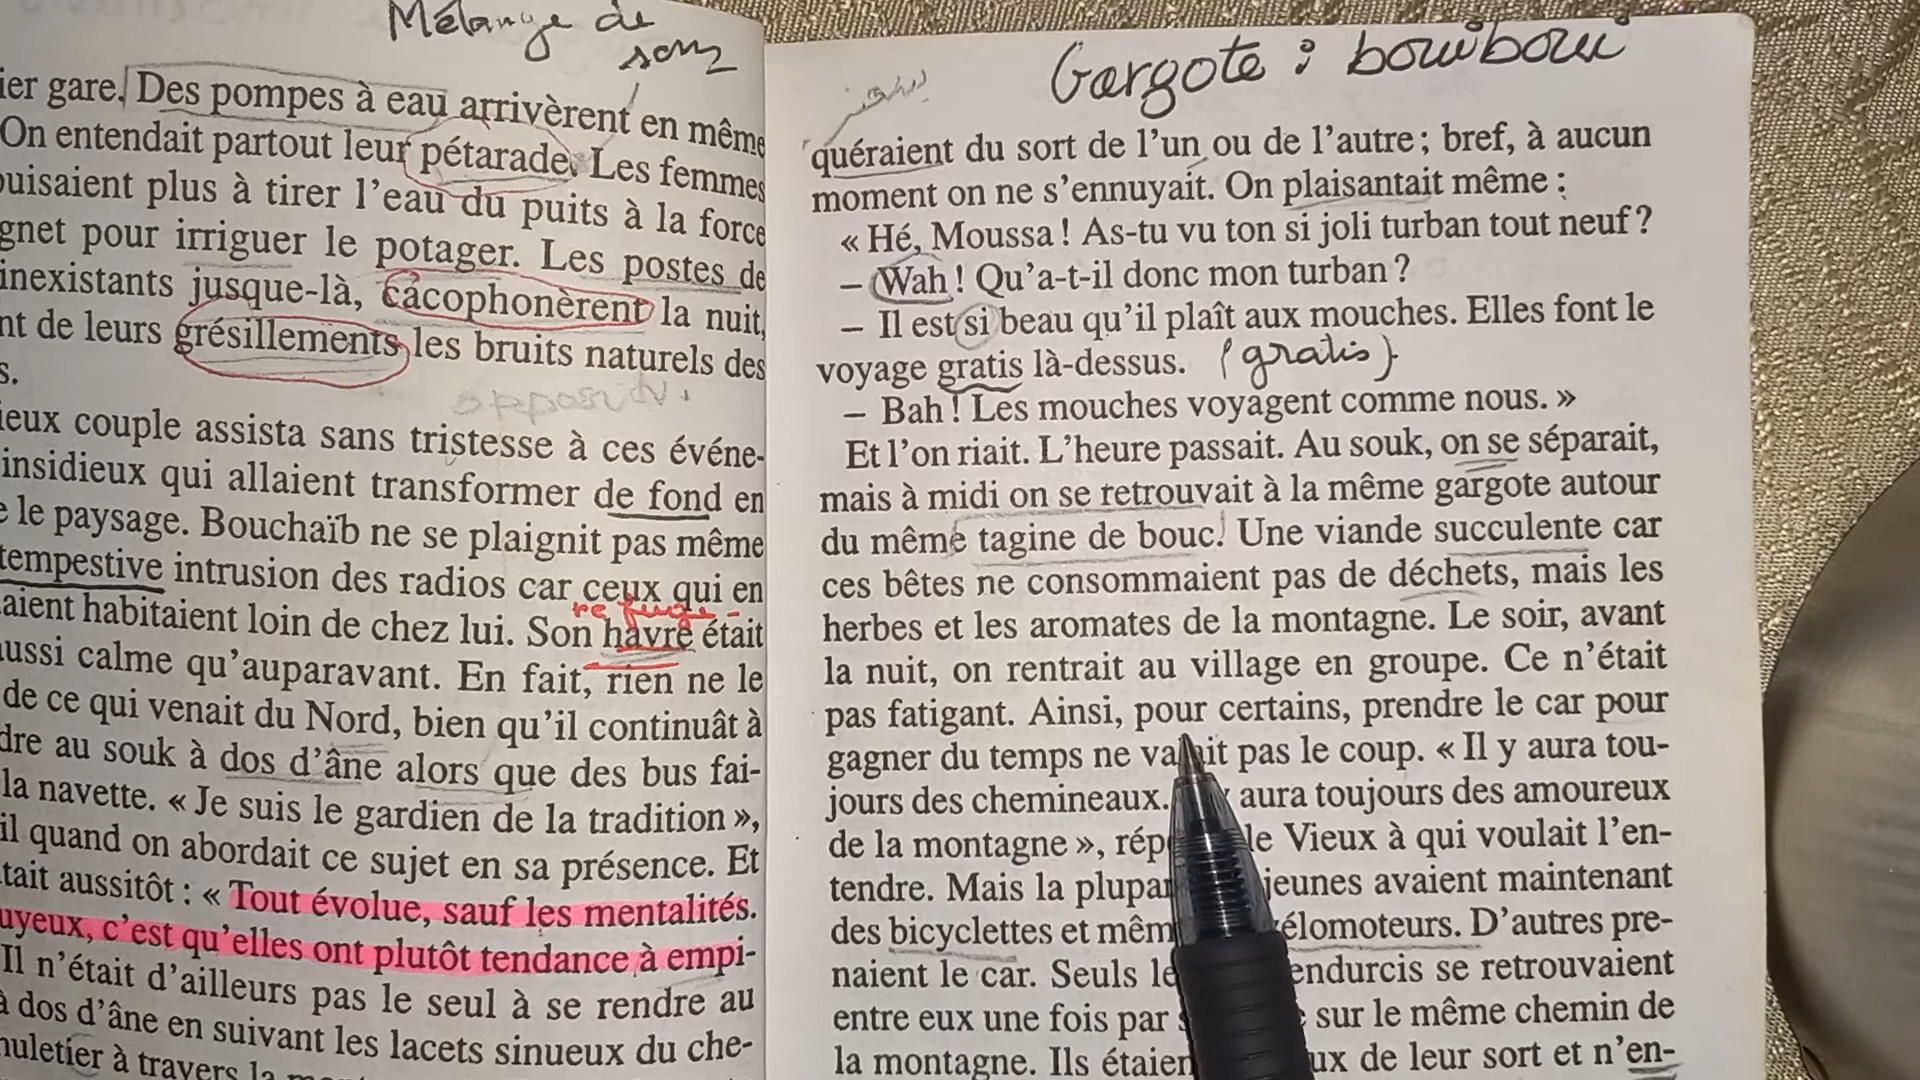 Mélange de
sons
ier gare. Des pompes à eau arrivèrent en même
On entendait partout leur pétarade. Les femmes
puisaient plus à tirer l'eau du puits à la force
gnet pour irriguer le potager. Les postes de
inexistants jusque-là, cacophonèrent la nuit,
nt de leurs grésillements les bruits naturels des
s.
ieux couple assista sans tristesse à ces événe-
insidieux qui allaient transformer de fond en
e le paysage. Bouchaïb ne se plaignit pas même
tempestive intrusion des radios car ceux qui en
refuge
aient habitaient loin de chez lui. Son havre était
aussi calme qu'auparavant. En fait, rien ne le
de ce qui venait du Nord, bien qu'il continuât à
dre au souk à dos d'âne alors que des bus fai-
la navette. « Je suis le gardien de la tradition »,
il quand on abordait ce sujet en sa présence. Et
tait aussitôt : « Tout évolue, sauf les mentalités.
uyeux, c'est qu'elles ont plutôt tendance à empi-
Il n'était d'ailleurs pas le seul à se rendre au
à dos d'âne en suivant les lacets sinueux du che-
muletier à travers la
Gargote : bouiboui
quéraient du sort de l'un ou de l'autre ; bref, à aucun
moment on ne s'ennuyait. On plaisantait même :
« Hé, Moussa ! As-tu vu ton si joli turban tout neuf ?
– Wah ! Qu'a-t-il donc mon turban ?
– Il est si beau qu'il plaît aux mouches. Elles font le
voyage gratis là-dessus. (gratis)
– Bah ! Les mouches voyagent comme nous. »
Et l'on riait. L'heure passait. Au souk, on se séparait,
mais à midi on se retrouvait à la même gargote autour
du même tagine de bouc. Une viande succulente car
ces bêtes ne consommaient pas de déchets, mais les
herbes et les aromates de la montagne. Le soir, avant
la nuit, on rentrait au village en groupe. Ce n'était
pas fatigant. Ainsi, pour certains, prendre le car pour
gagner du temps ne valait pas le coup. « Il y aura tou-
jours des chemineaux. y aura toujours des amoureux
de la montagne », rép le Vieux à qui voulait l'en-
tendre. Mais la plupar jeunes avaient maintenant
des bicyclettes et mêm vélomoteurs. D'autres pre-
naient le car. Seuls le endurcis se retrouvaient
entre eux une fois par s sur le même chemin de
la montagne. Ils étaien ux de leur sort et n'en-